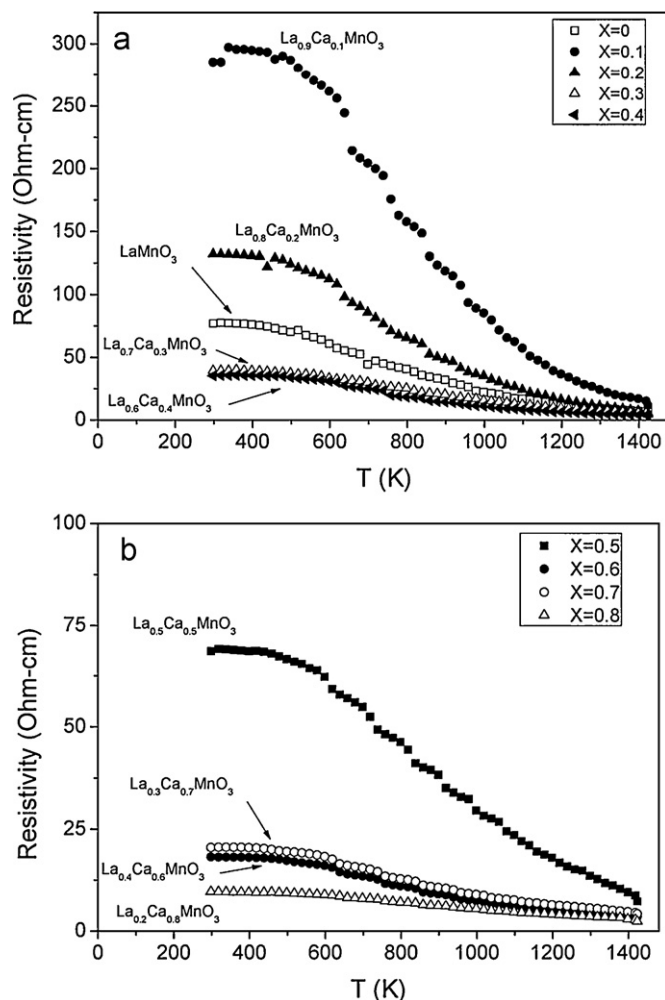 a
La₀.₉Ca₀.₁MnO₃
X=0
X=0.1
X=0.2
X=0.3
X=0.4
La₀.₈Ca₀.₂MnO₃
LaMnO₃
La₀.₇Ca₀.₃MnO₃
La₀.₆Ca₀.₄MnO₃
Resistivity (Ohm-cm)
300
250
200
150
100
50
0
0 200 400 600 800 1000 1200 1400
T (K)
b
X=0.5
X=0.6
X=0.7
X=0.8
La₀.₅Ca₀.₅MnO₃
La₀.₃Ca₀.₇MnO₃
La₀.₄Ca₀.₆MnO₃
La₀.₂Ca₀.₈MnO₃
Resistivity (Ohm-cm)
100
75
50
25
0
0 200 400 600 800 1000 1200 1400
T (K)